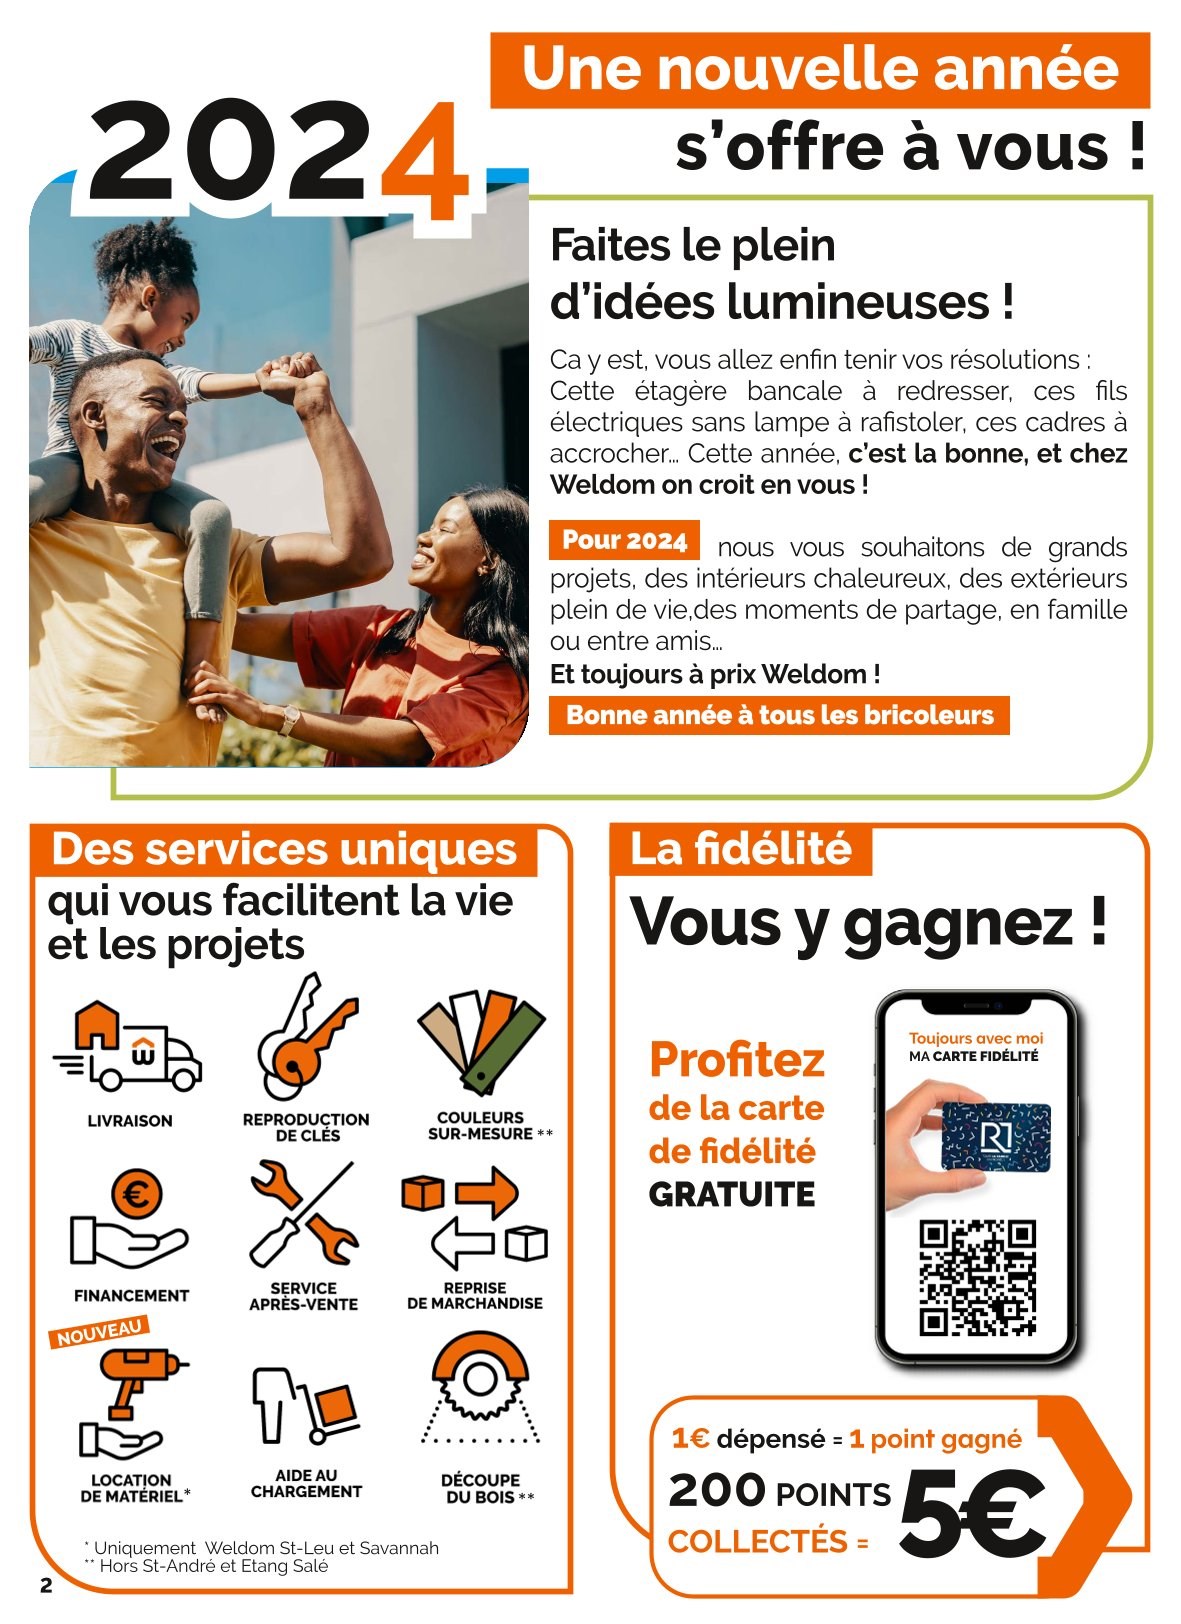 Une nouvelle année
s'offre à vous !
2024
Faites le plein
d'idées lumineuses !
Ca y est, vous allez enfin tenir vos résolutions :
Cette étagère bancale à redresser, ces fils
électriques sans lampe à rafistoler, ces cadres à
accrocher... Cette année, c'est la bonne, et chez
Weldom on croit en vous !
Pour 2024 nous vous souhaitons de grands
projets, des intérieurs chaleureux, des extérieurs
plein de vie,des moments de partage, en famille
ou entre amis...
Et toujours à prix Weldom !
Bonne année à tous les bricoleurs
Des services uniques
qui vous facilitent la vie
et les projets
W
LIVRAISON
REPRODUCTION
DE CLÉS
COULEURS
SUR-MESURE **
€
FINANCEMENT
SERVICE
APRÈS-VENTE
REPRISE
DE MARCHANDISE
NOUVEAU
LOCATION
DE MATÉRIEL*
AIDE AU
CHARGEMENT
DÉCOUPE
DU BOIS **
* Uniquement Weldom St-Leu et Savannah
** Hors St-André et Etang Salé
2
La fidélité
Vous y gagnez !
Profitez
de la carte
de fidélité
GRATUITE
Toujours avec moi
MA CARTE FIDÉLITÉ
1€ dépensé = 1 point gagné
200 POINTS
COLLECTÉS =
5€